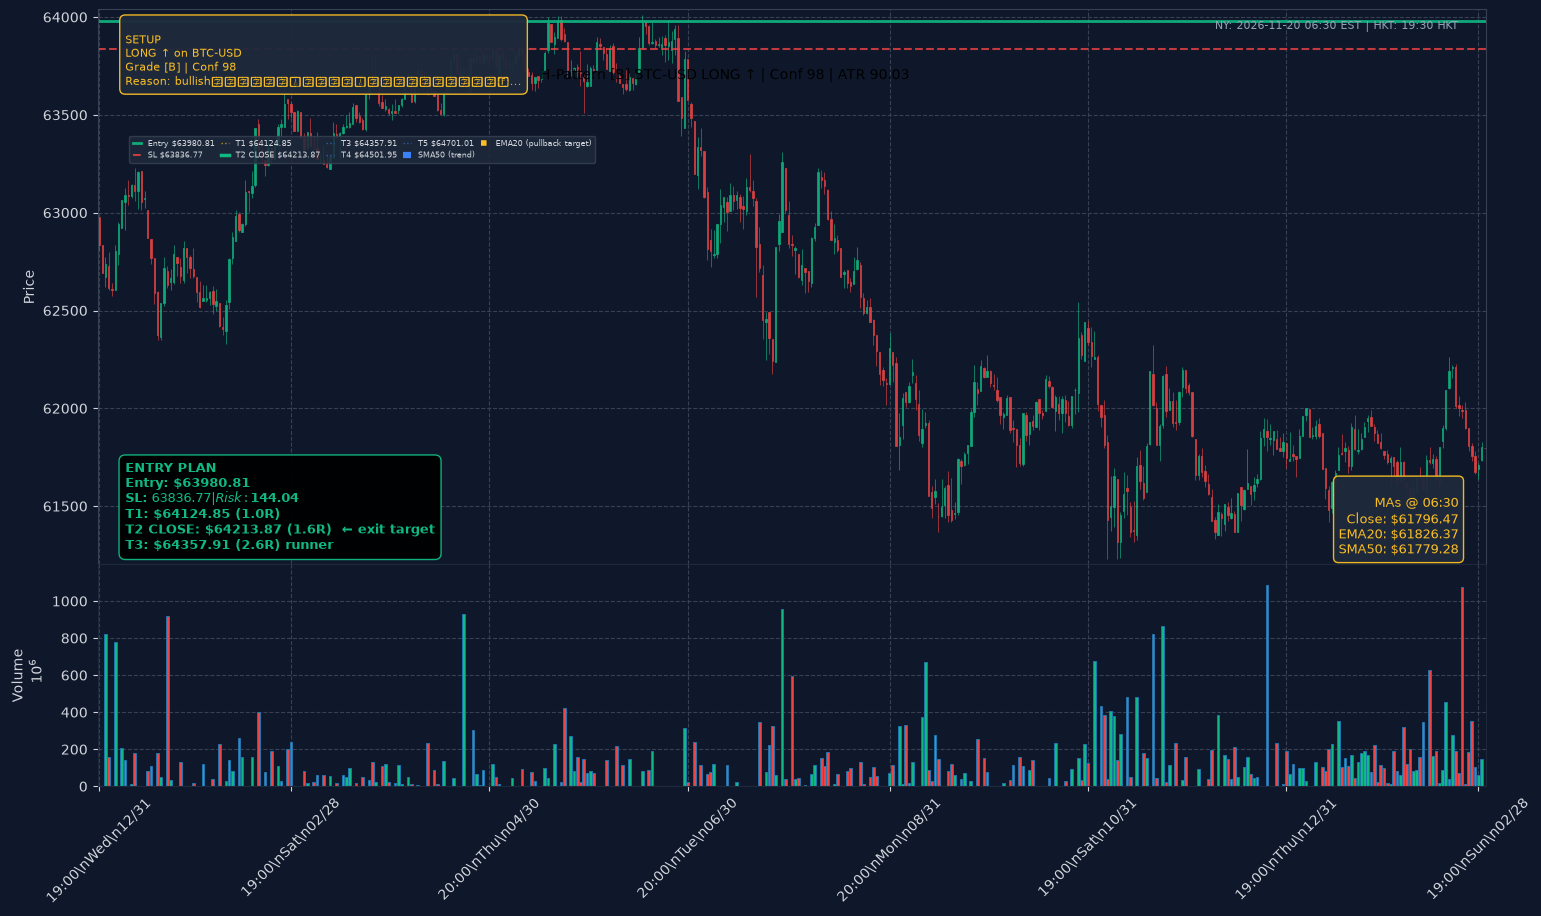 NY: 2026-11-20 06:30 EST | HKT: 19:30 HKT
SETUP
LONG ↑ on BTC-USD
Grade [B] | Conf 98
Reason: bullish
BTC-USD LONG ↑ | Conf 98 | ATR 90.03
Entry $63980.81
SL $63836.77
T1 $64124.85
T2 CLOSE $64213.87
T3 $64357.91
T4 $64501.95
T5 $64701.01
SMA50 (trend)
EMA20 (pullback target)
Price
64000
63500
63000
62500
62000
61500
ENTRY PLAN
Entry: $63980.81
SL: 63836.77|Risk:144.04
T1: $64124.85 (1.0R)
T2 CLOSE: $64213.87 (1.6R) ← exit target
T3: $64357.91 (2.6R) runner
MAs @ 06:30
Close: $61796.47
EMA20: $61826.37
SMA50: $61779.28
Volume
10⁶
1000
800
600
400
200
0
19:00\nWed\n12/31
19:00\nSat\n02/28
20:00\nThu\n04/30
20:00\nTue\n06/30
20:00\nMon\n08/31
19:00\nSat\n10/31
19:00\nThu\n12/31
19:00\nSun\n02/28